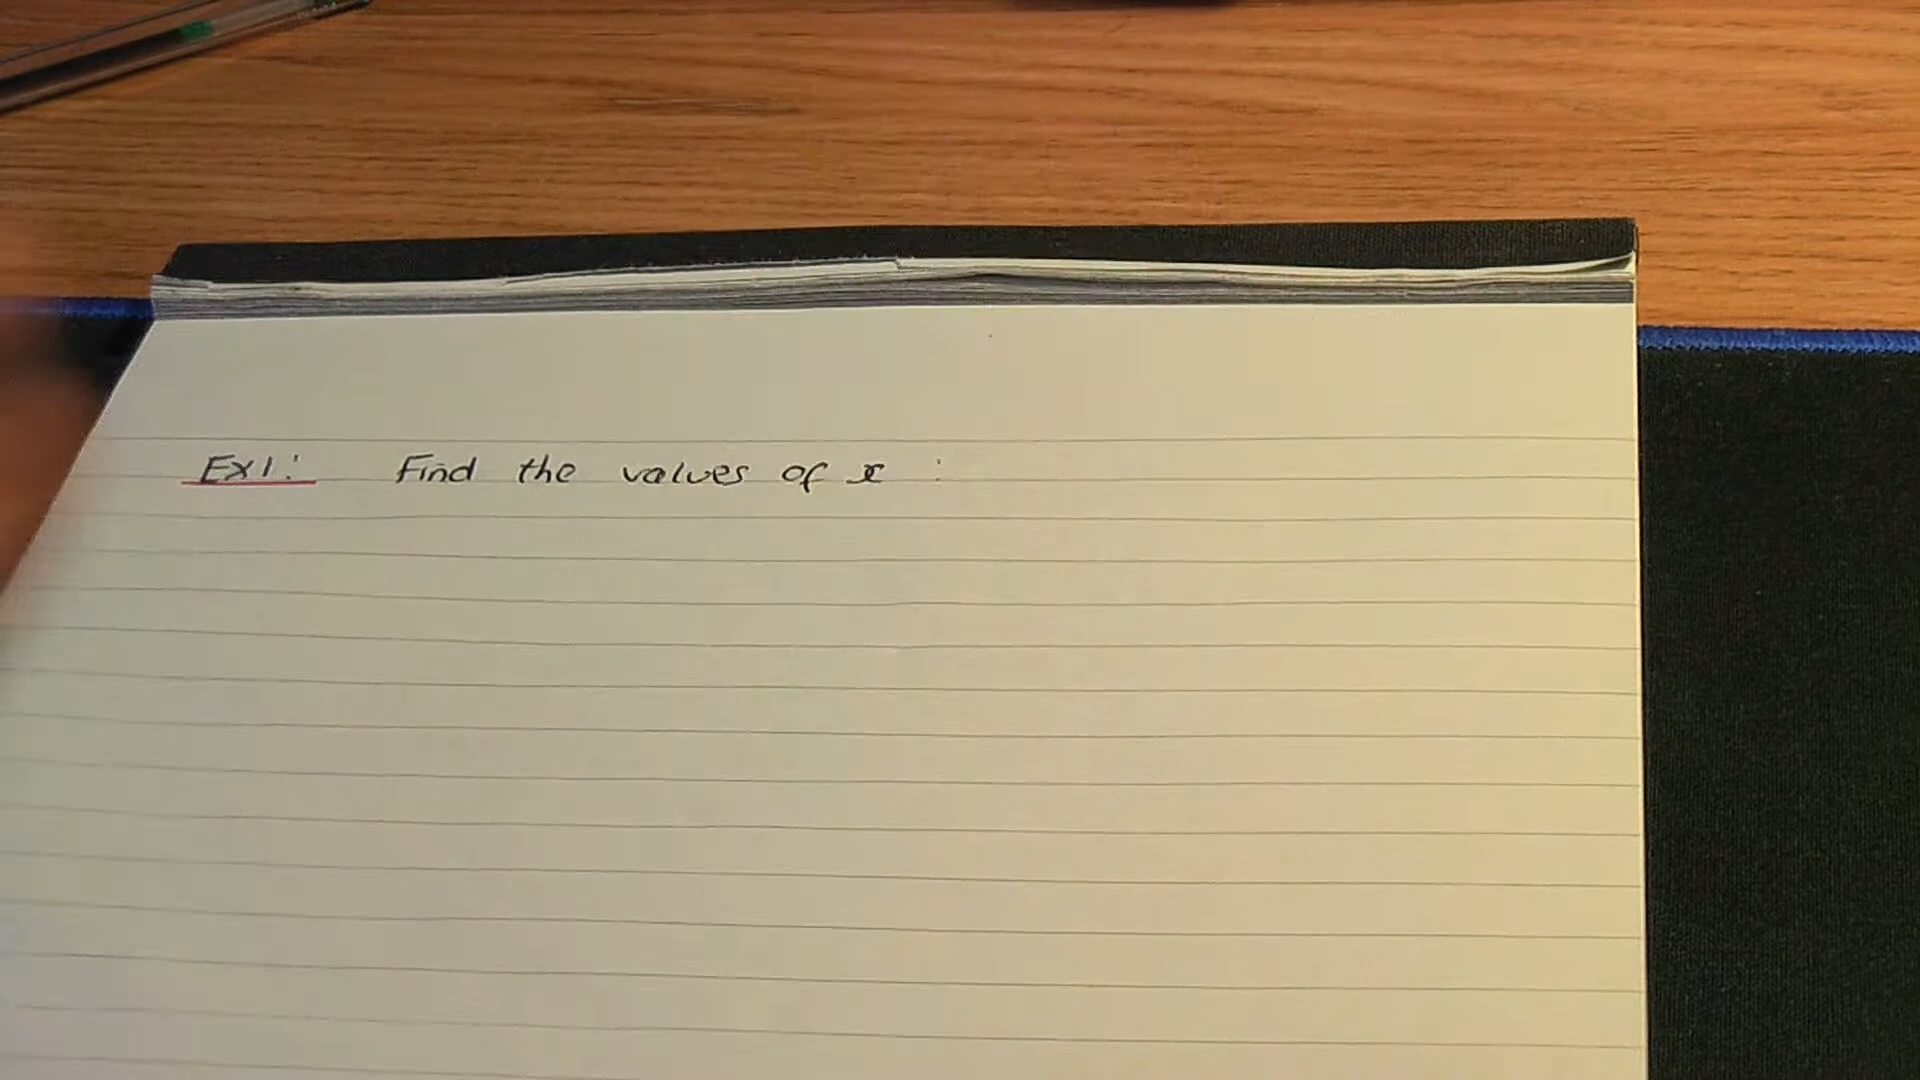 Ex1: Find the values of x :